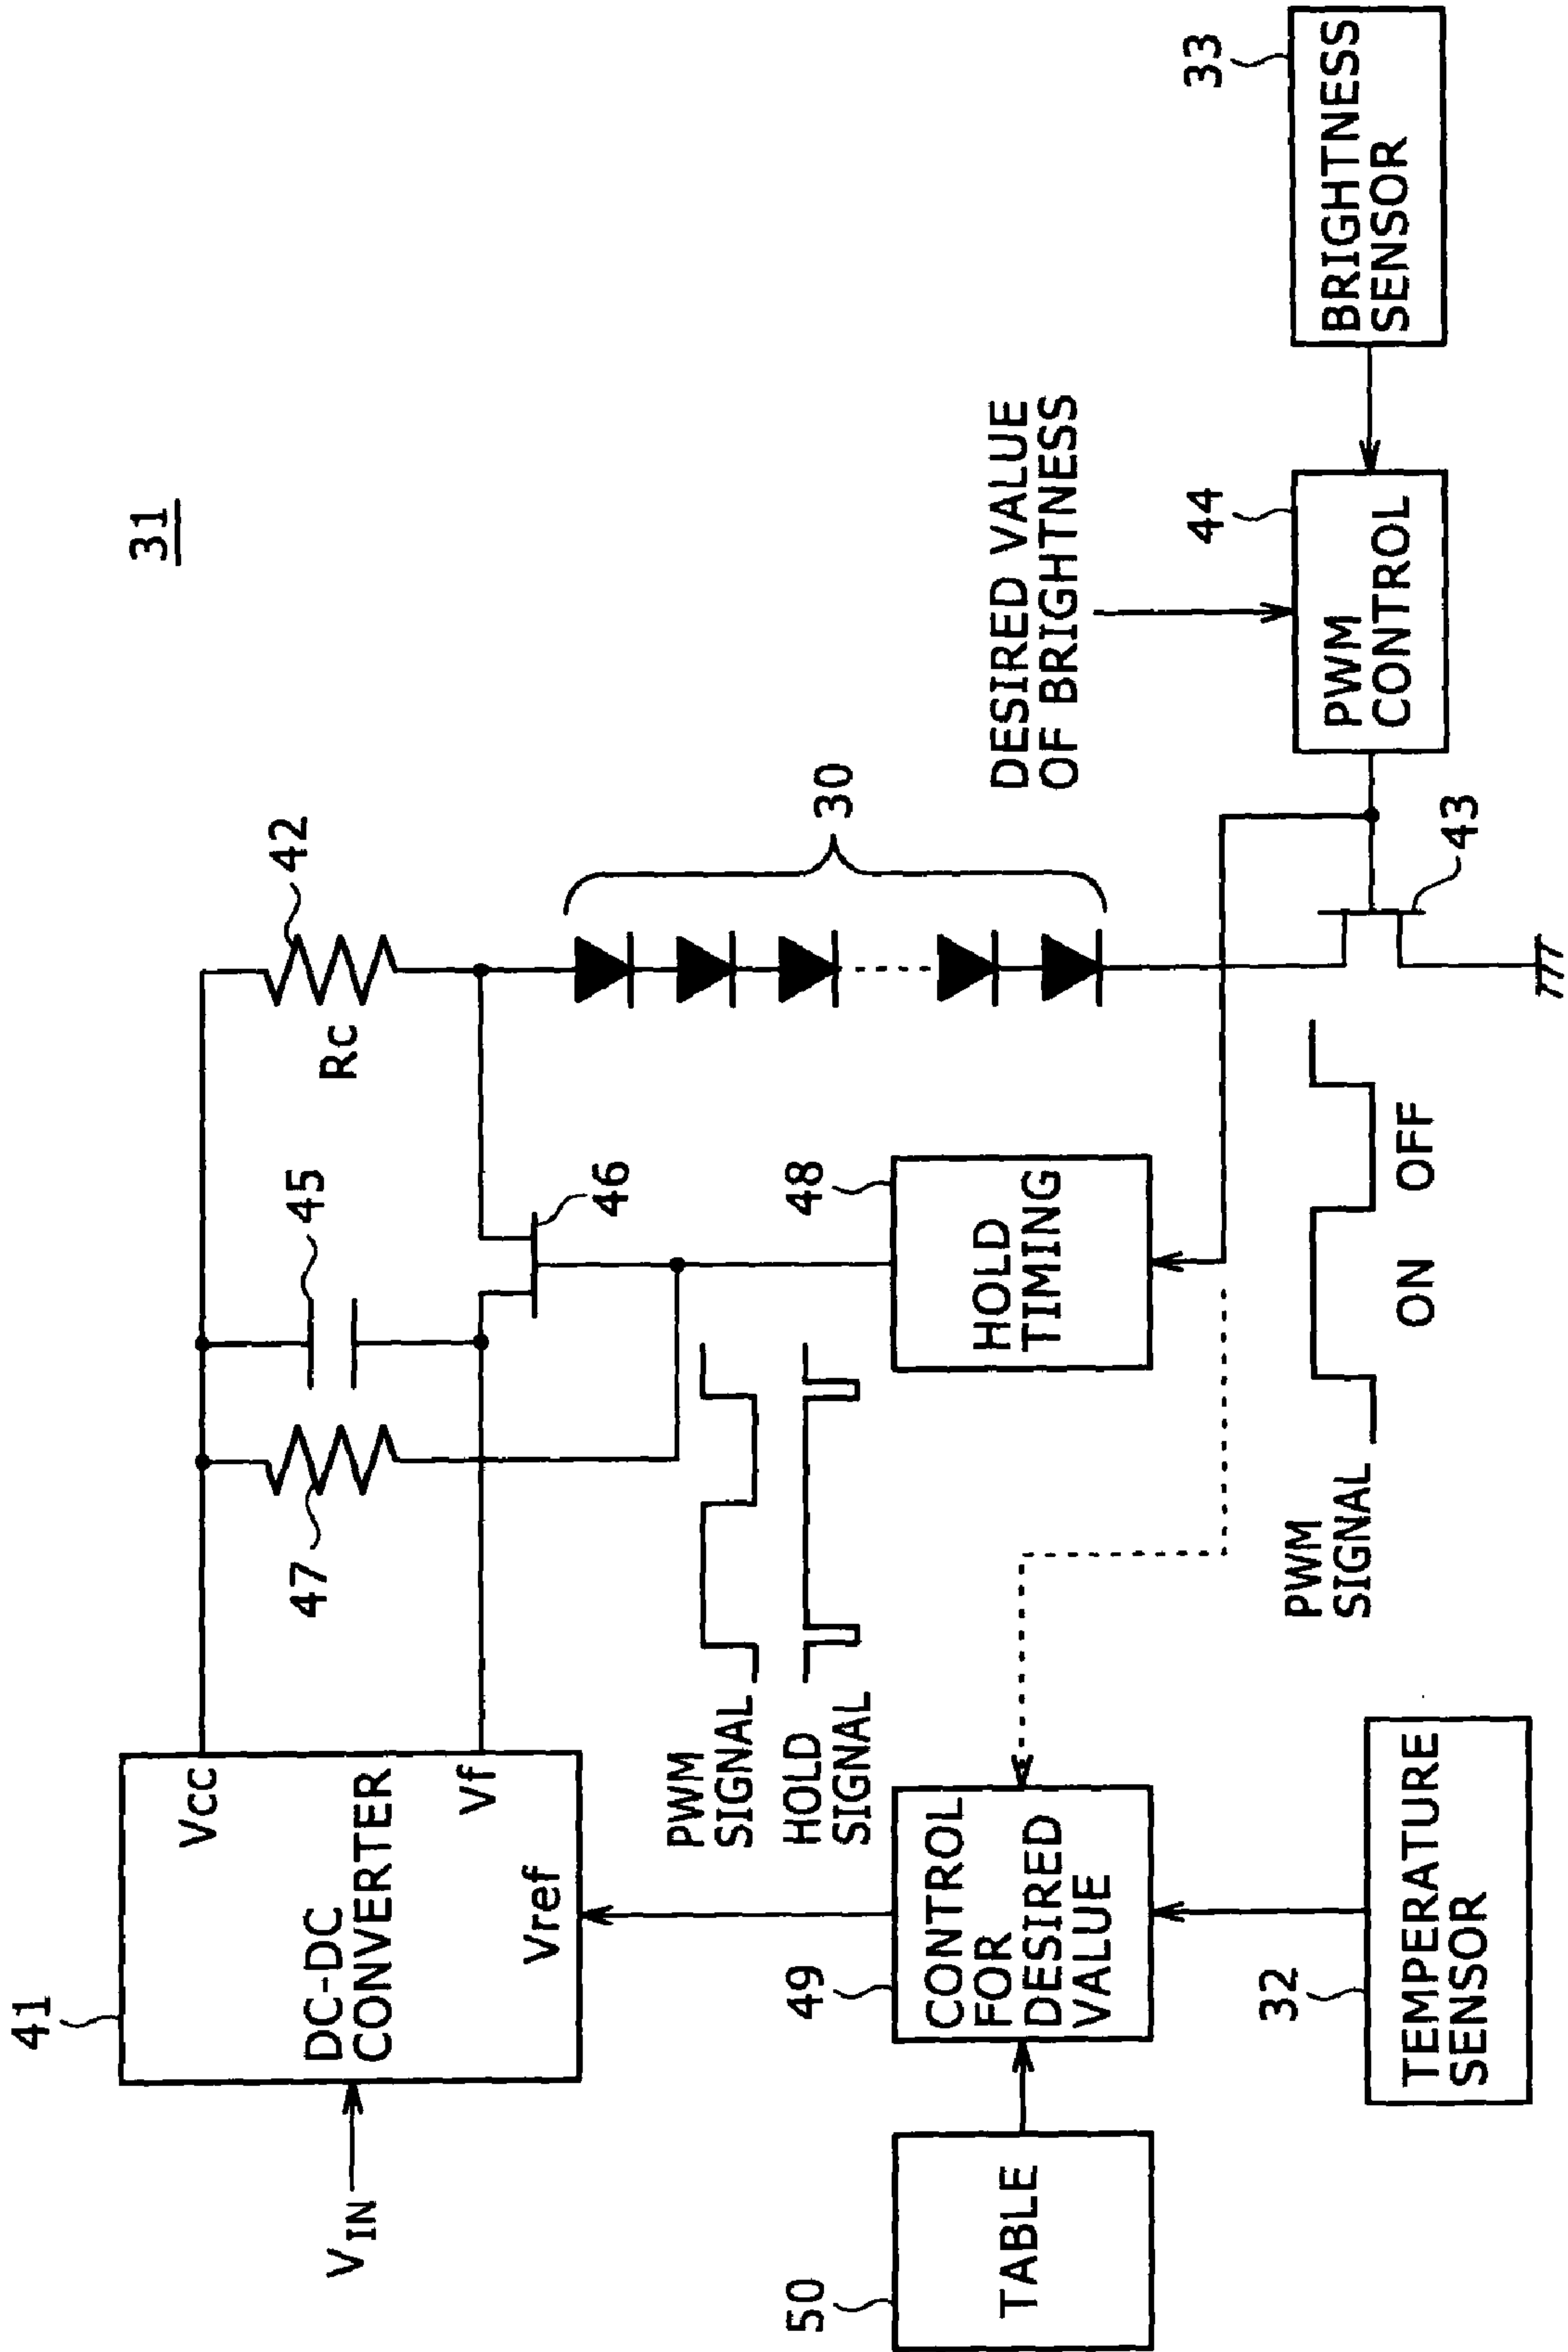 31
41
VIN
DC-DC
CONVERTER
Vcc
Vf
Vref
47
45
42
Rc
46
30
PWM
SIGNAL
HOLD
SIGNAL
48
HOLD
TIMING
DESIRED VALUE
OF BRIGHTNESS
50
TABLE
49
CONTROL
FOR
DESIRED
VALUE
32
TEMPERATURE
SENSOR
PWM
SIGNAL
ON OFF
43
44
PWM
CONTROL
33
BRIGHTNESS
SENSOR